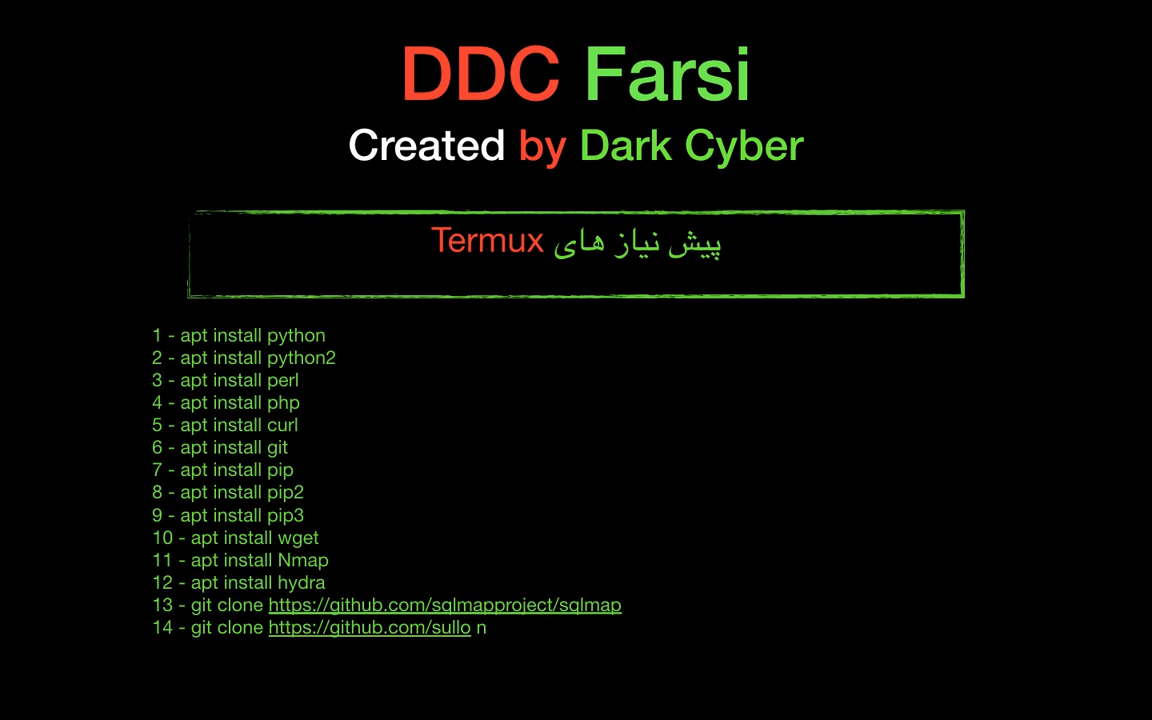 DDC Farsi
Created by Dark Cyber
پیش نیاز های Termux
1 - apt install python
2 - apt install python2
3 - apt install perl
4 - apt install php
5 - apt install curl
6 - apt install git
7 - apt install pip
8 - apt install pip2
9 - apt install pip3
10 - apt install wget
11 - apt install Nmap
12 - apt install hydra
13 - git clone https://github.com/sqlmapproject/sqlmap
14 - git clone https://github.com/sullo n